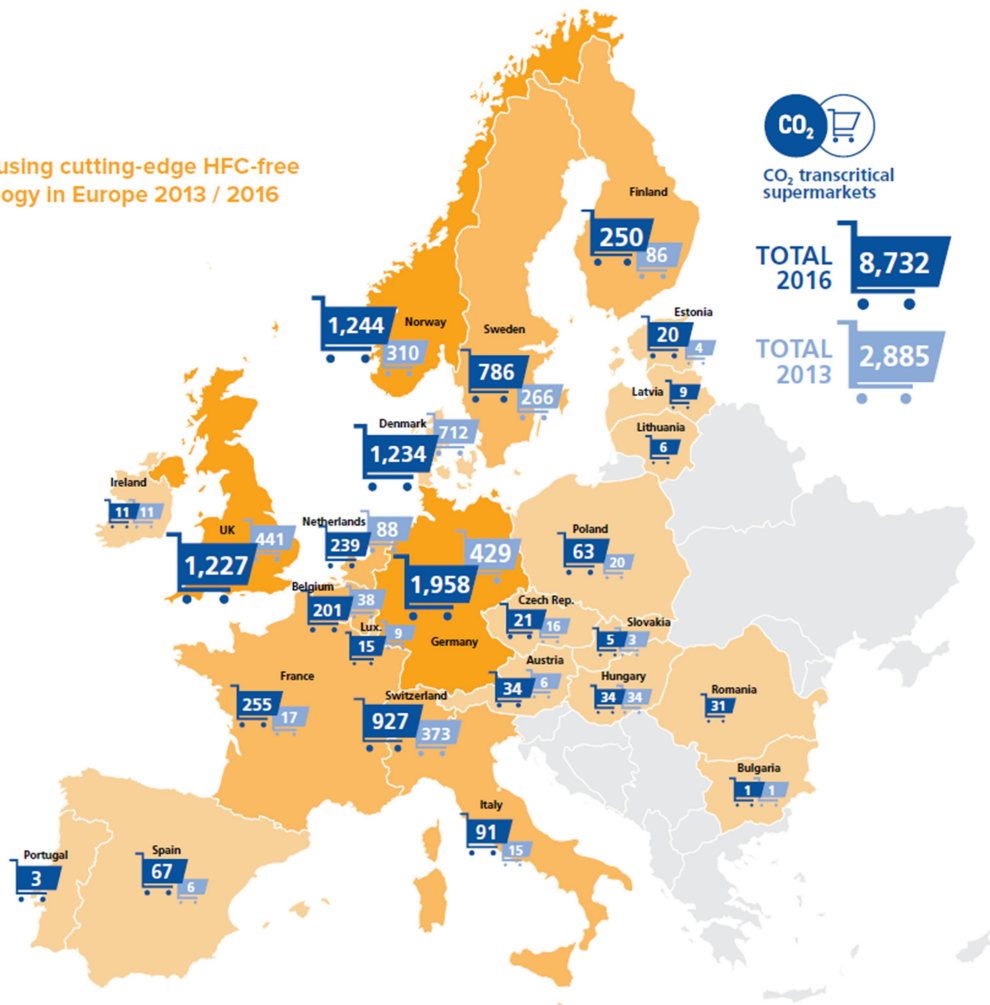 using cutting-edge HFC-free
ogy in Europe 2013 / 2016
CO₂
CO₂ transcritical
supermarkets
TOTAL
2016
8,732
TOTAL
2013
2,885
Finland
250
86
Norway
1,244
310
Sweden
786
266
Estonia
20
4
Latvia
9
Lithuania
6
Denmark
712
1,234
Ireland
11
11
UK
441
1,227
Netherlands
88
239
429
1,958
Germany
Poland
63
20
Belgium
38
201
Lux.
9
15
Czech Rep.
21
16
Slovakia
5
3
Austria
34
6
Hungary
34
34
Romania
31
France
255
17
Switzerland
927
373
Bulgaria
1
1
Italy
91
15
Portugal
3
Spain
67
6